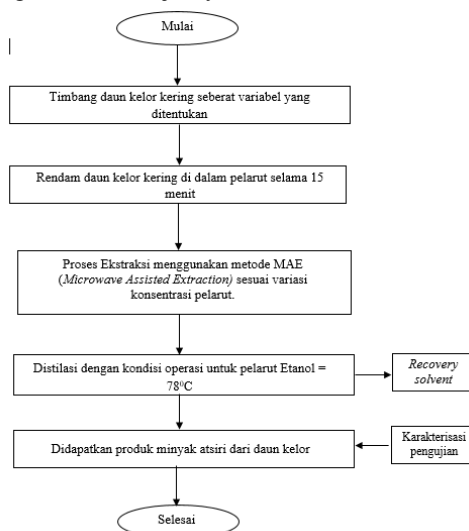 Mulai
Timbang daun kelor kering seberat variabel yang
ditentukan
Rendam daun kelor kering di dalam pelarut selama 15
menit
Proses Ekstraksi menggunakan metode MAE
(Microwave Assisted Extraction) sesuai variasi
konsentrasi pelarut.
Distilasi dengan kondisi operasi untuk pelarut Etanol =
78⁰C
Recovery
solvent
Didapatkan produk minyak atsiri dari daun kelor
Karakterisasi
pengujian
Selesai